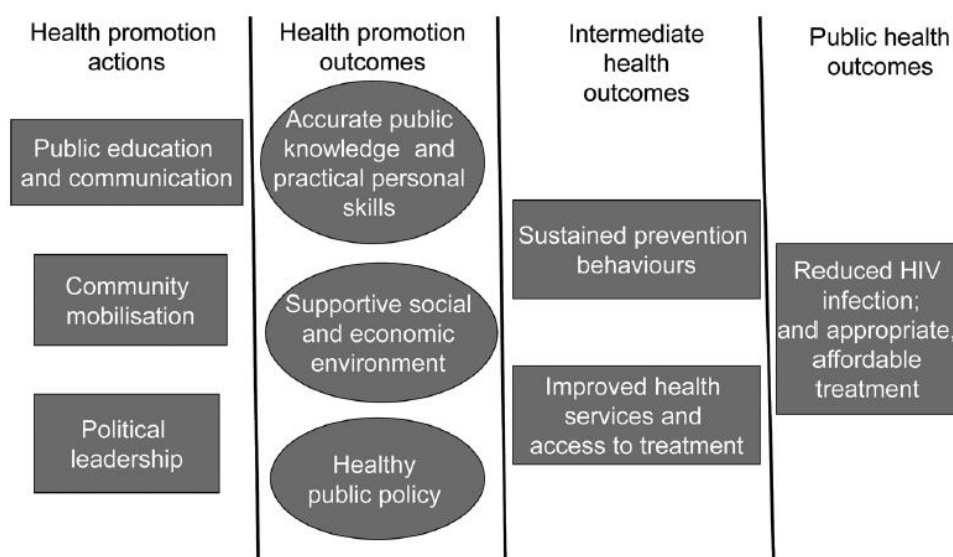 Health promotion
actions
Public education
and communication
Community
mobilisation
Political
leadership
Health promotion
outcomes
Accurate public
knowledge and
practical personal
skills
Supportive social
and economic
environment
Healthy
public policy
Intermediate
health
outcomes
Sustained prevention
behaviours
Improved health
services and
access to treatment
Public health
outcomes
Reduced HIV
infection;
and appropriate,
affordable
treatment